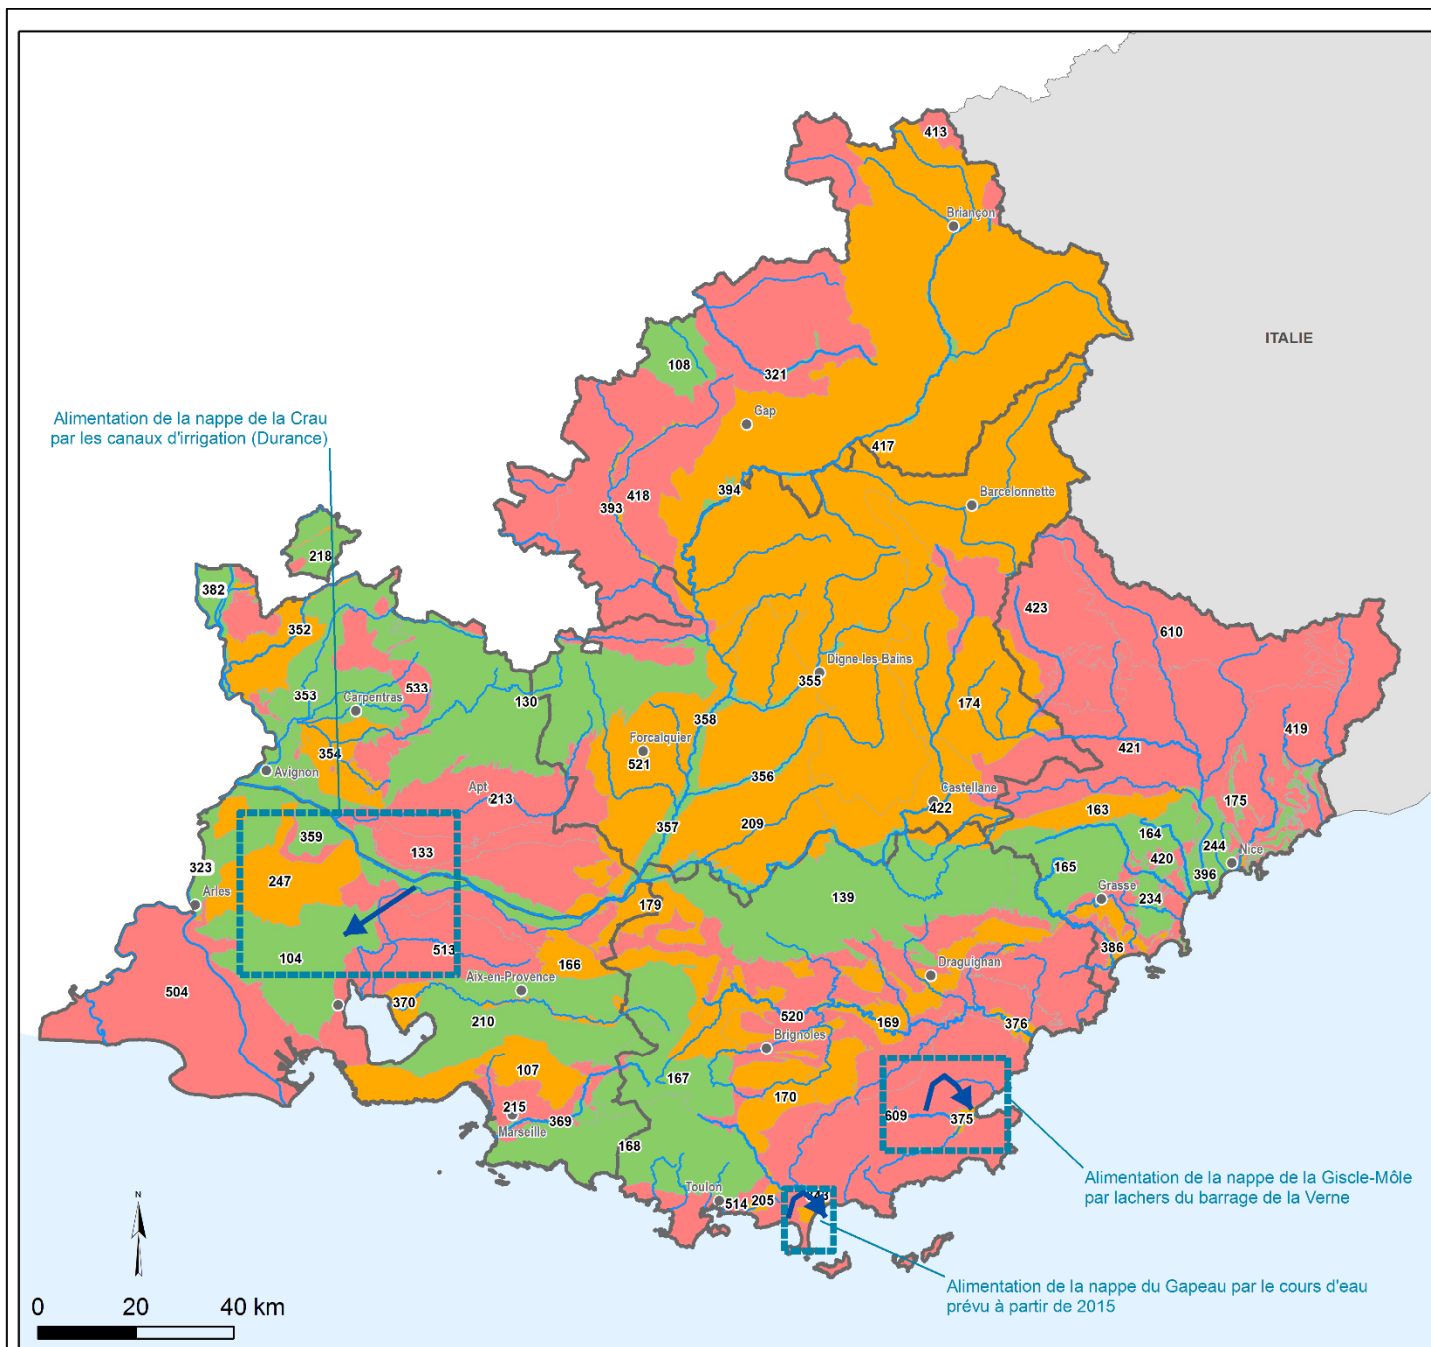 413
Briançon
ITALIE
108
321
Alimentation de la nappe de la Crau
par les canaux d'irrigation (Durance)
Gap
417
394
418
393
Barcelonnette
218
382
352
423
610
Digne-les-Bains
355
533
353
Carpentras
130
174
358
419
Forcalquier
521
354
421
Avignon
356
Apt
213
Castellane
422
163
175
357
209
164
359
133
244
Nice
420
165
396
323
247
Grasse
234
Arles
139
179
386
513
104
166
Draguignan
Aix-en-Provence
504
370
210
520
169
376
Brignoles
107
167
170
215
369
609
375
Marseille
168
Toulon
514
205
Alimentation de la nappe de la Giscle-Môle
par lachers du barrage de la Verne
N
Alimentation de la nappe du Gapeau par le cours d'eau
prévu à partir de 2015
0 20 40 km